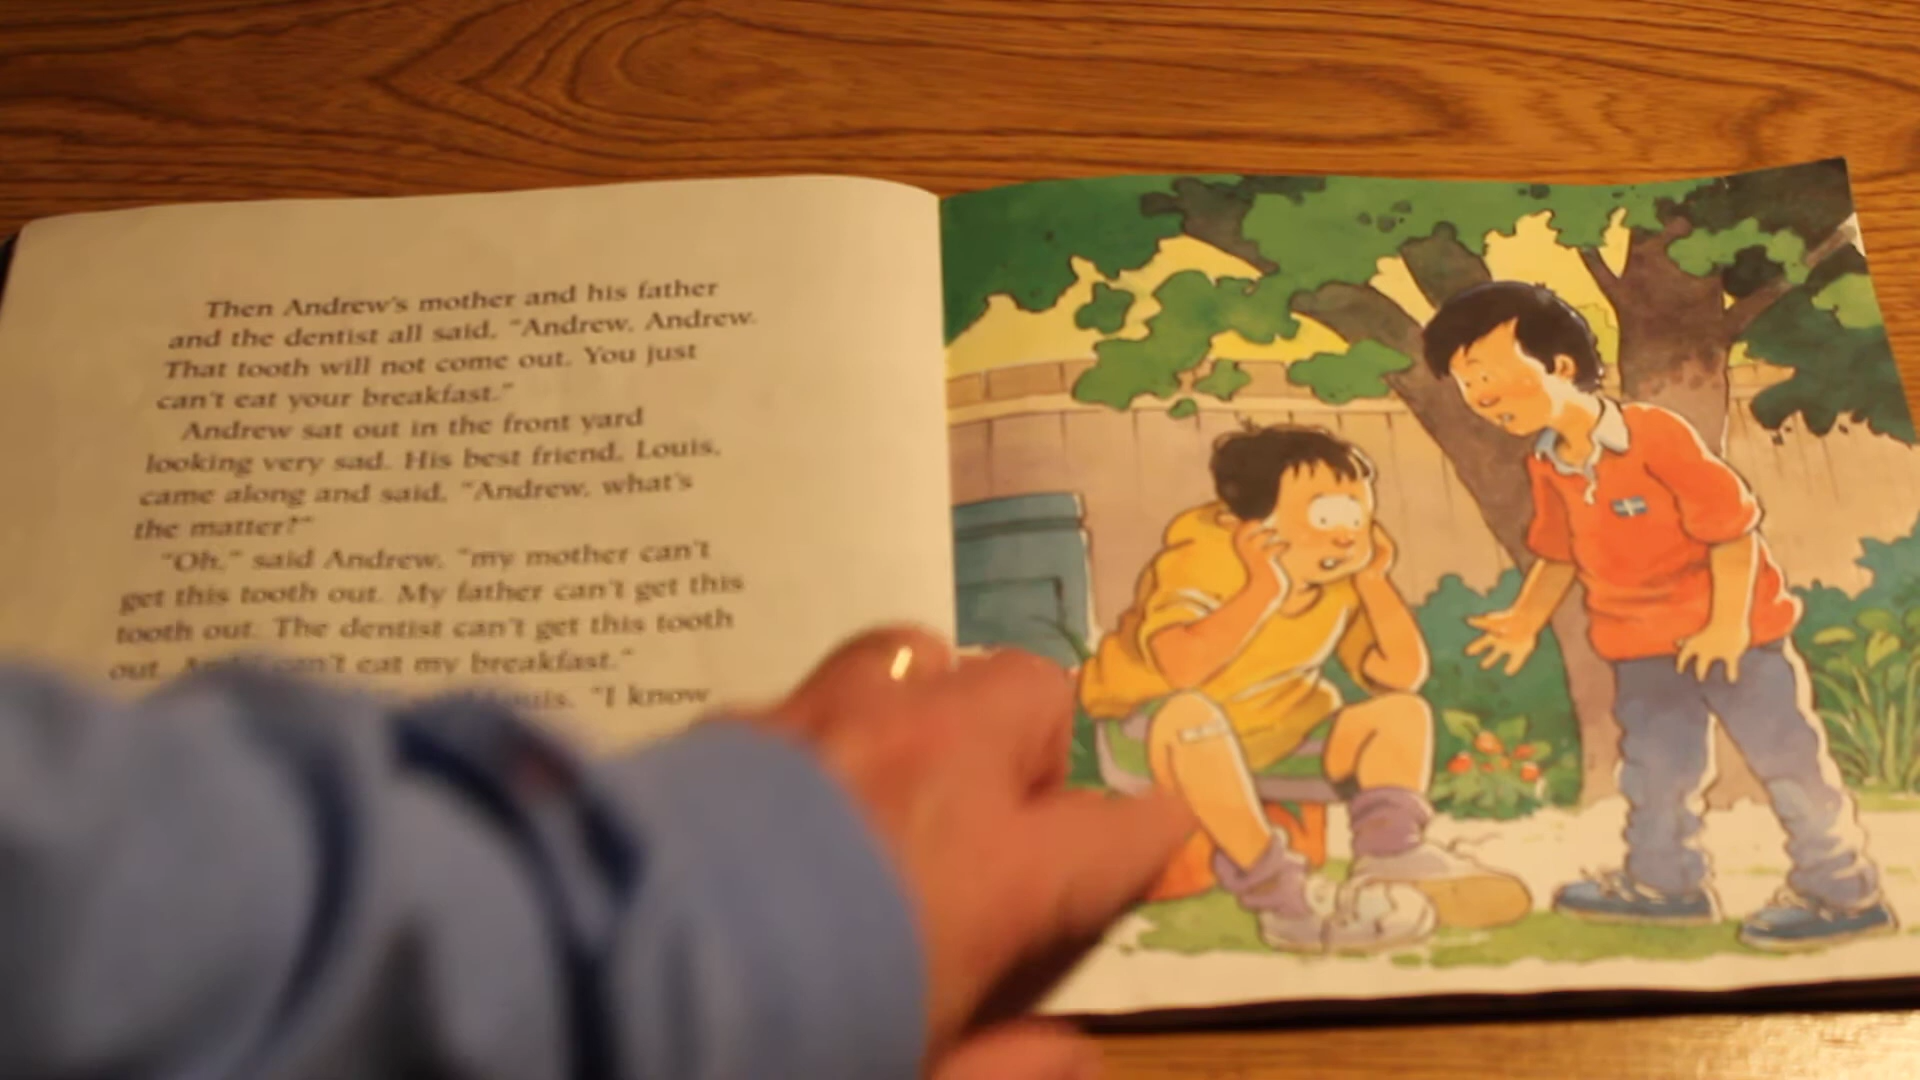 Then Andrew's mother and his father
and the dentist all said, "Andrew, Andrew.
That tooth will not come out. You just
can't eat your breakfast."
Andrew sat out in the front yard
looking very sad. His best friend, Louis,
came along and said, "Andrew, what's
the matter?"
"Oh," said Andrew, "my mother can't
get this tooth out. My father can't get this
tooth out. The dentist can't get this tooth
out. And I can't eat my breakfast."
Louis. "I know